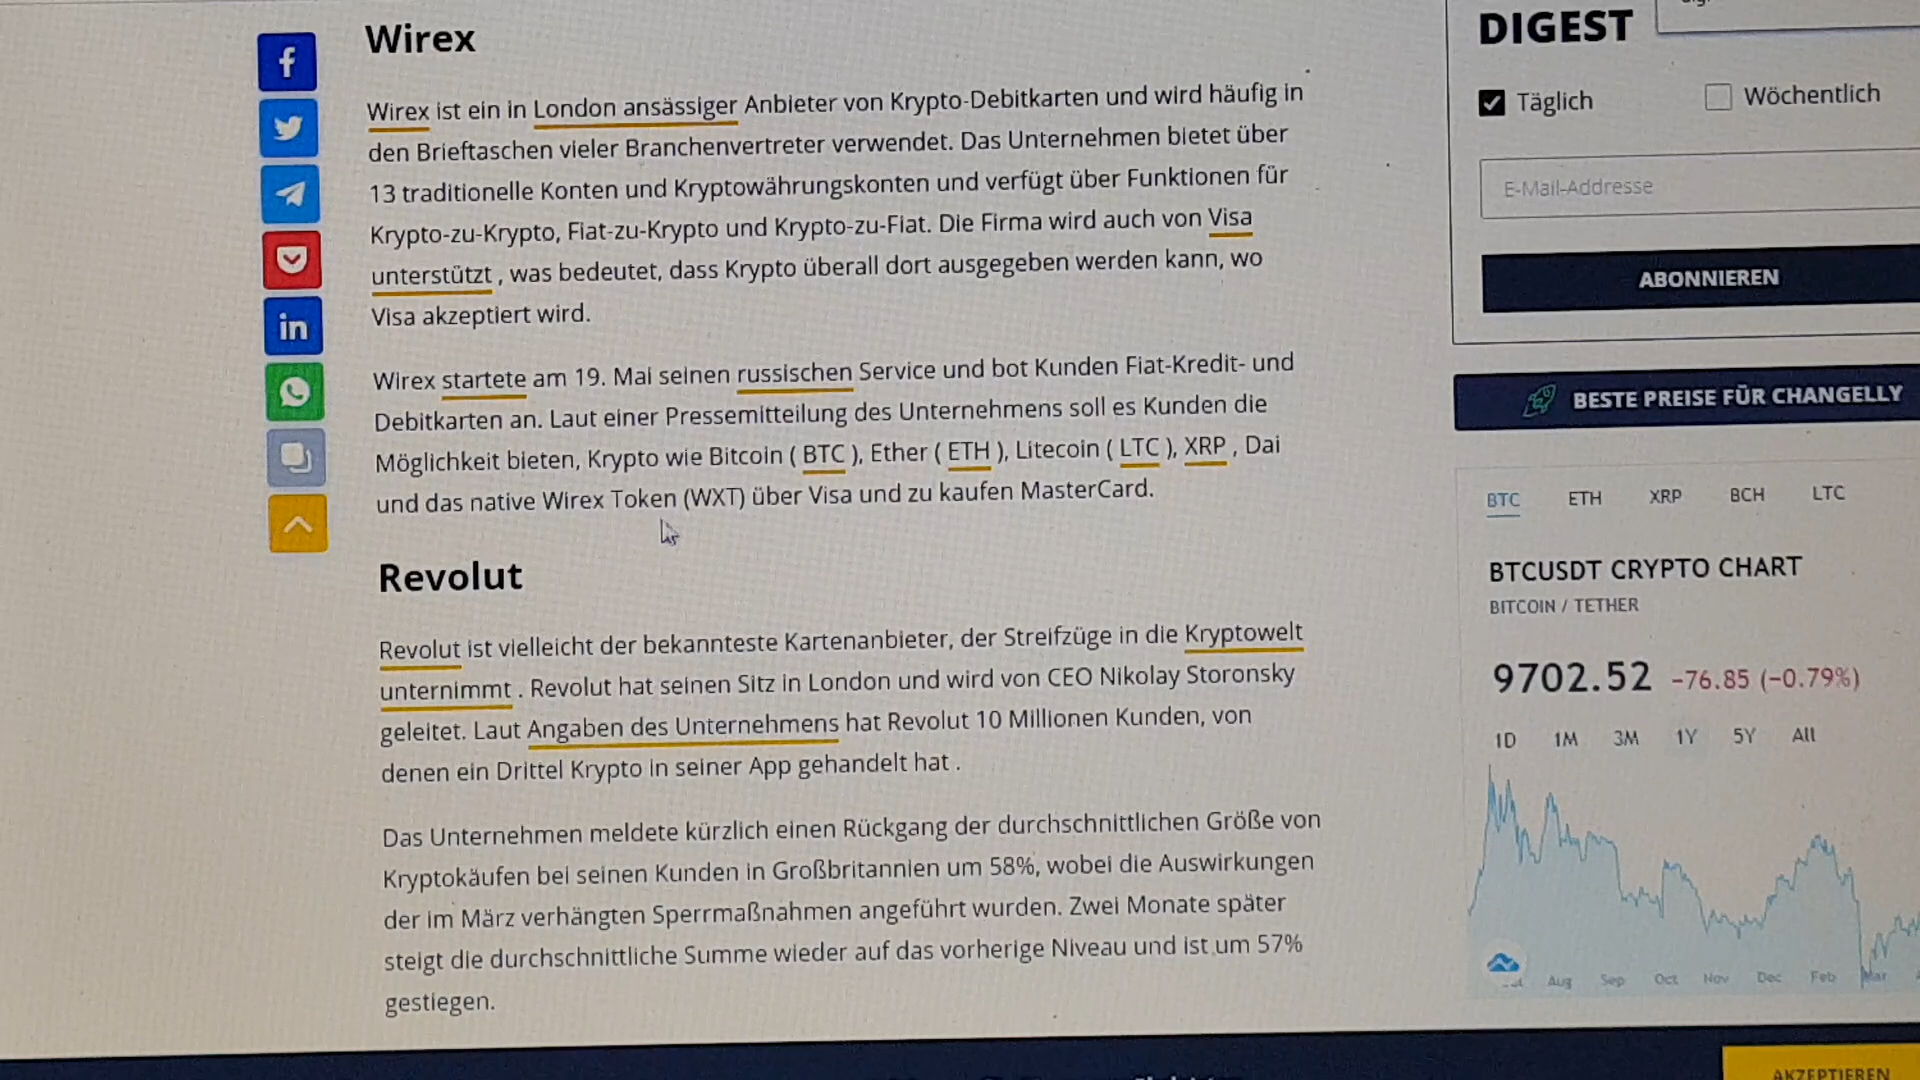 Wirex
Wirex ist ein in London ansässiger Anbieter von Krypto-Debitkarten und wird häufig in
den Brieftaschen vieler Branchenvertreter verwendet. Das Unternehmen bietet über
13 traditionelle Konten und Kryptowährungskonten und verfügt über Funktionen für
Krypto-zu-Krypto, Fiat-zu-Krypto und Krypto-zu-Fiat. Die Firma wird auch von Visa
unterstützt , was bedeutet, dass Krypto überall dort ausgegeben werden kann, wo
Visa akzeptiert wird.
Wirex startete am 19. Mai seinen russischen Service und bot Kunden Fiat-Kredit- und
Debitkarten an. Laut einer Pressemitteilung des Unternehmens soll es Kunden die
Möglichkeit bieten, Krypto wie Bitcoin ( BTC ), Ether ( ETH ), Litecoin ( LTC ), XRP , Dai
und das native Wirex Token (WXT) über Visa und zu kaufen MasterCard.
Revolut
Revolut ist vielleicht der bekannteste Kartenanbieter, der Streifzüge in die Kryptowelt
unternimmt . Revolut hat seinen Sitz in London und wird von CEO Nikolay Storonsky
geleitet. Laut Angaben des Unternehmens hat Revolut 10 Millionen Kunden, von
denen ein Drittel Krypto in seiner App gehandelt hat .
Das Unternehmen meldete kürzlich einen Rückgang der durchschnittlichen Größe von
Kryptokäufen bei seinen Kunden in Großbritannien um 58%, wobei die Auswirkungen
der im März verhängten Sperrmaßnahmen angeführt wurden. Zwei Monate später
steigt die durchschnittliche Summe wieder auf das vorherige Niveau und ist um 57%
gestiegen.
DIGEST
Täglich Wöchentlich
E-Mail-Addresse
ABONNIEREN
BESTE PREISE FÜR CHANGELLY
BTC ETH XRP BCH LTC
BTCUSDT CRYPTO CHART
BITCOIN / TETHER
9702.52 −76.85 (−0.79%)
1D 1M 3M 1Y 5Y All
Aug Sep Oct Nov Dec Feb Mar
AKZEPTIEREN